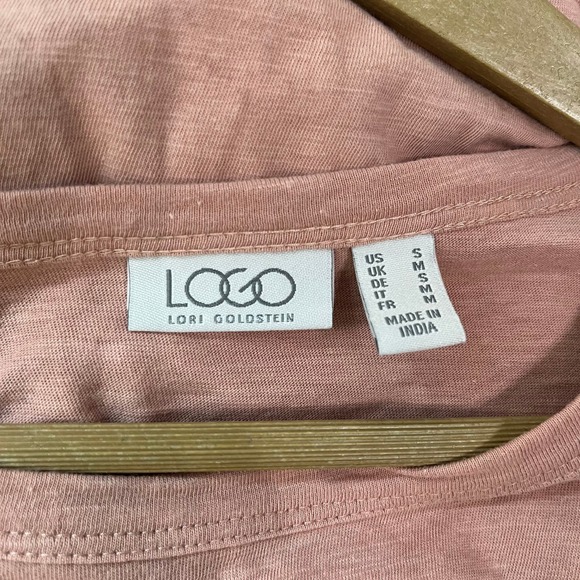 LOGO
LORI GOLDSTEIN
US S
UK M
DE S
IT M
FR M
MADE IN
INDIA